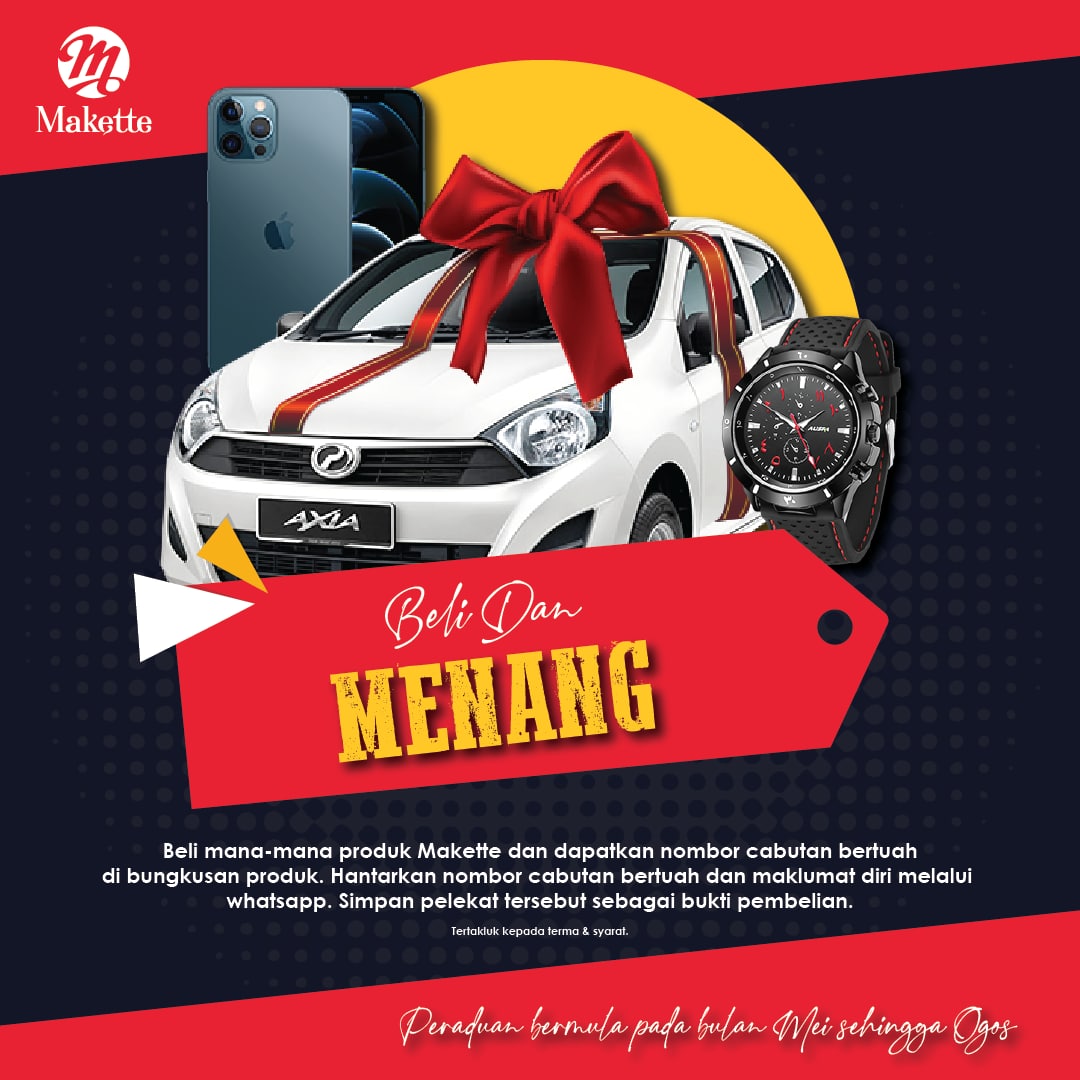 m.
Makette
AXIA
Beli Dan
MENANG
Beli mana-mana produk Makette dan dapatkan nombor cabutan bertuah
di bungkusan produk. Hantarkan nombor cabutan bertuah dan maklumat diri melalui
whatsapp. Simpan pelekat tersebut sebagai bukti pembelian.
Tertakluk kepada terma & syarat.
Peraduan bermula pada bulan Mei sehingga Ogos